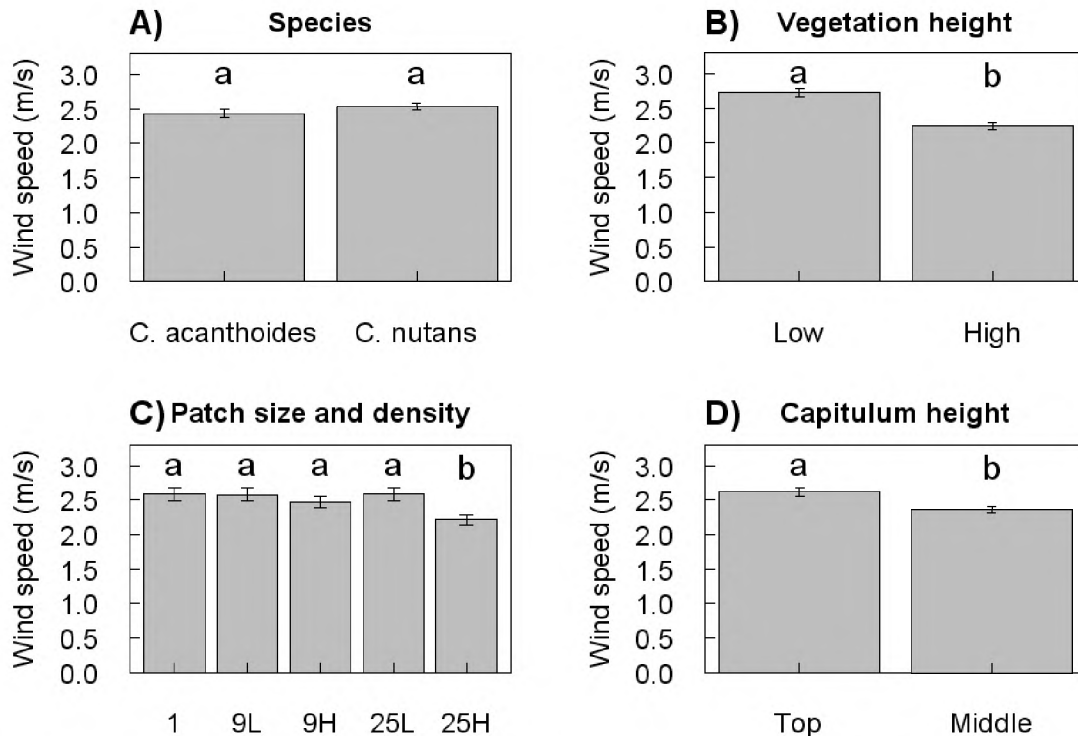 A) Species
Wind speed (m/s)
3.0
2.5
2.0
1.5
1.0
0.5
0.0
a a
C. acanthoides C. nutans
B) Vegetation height
Wind speed (m/s)
3.0
2.5
2.0
1.5
1.0
0.5
0.0
a b
Low High
C) Patch size and density
Wind speed (m/s)
3.0
2.5
2.0
1.5
1.0
0.5
0.0
a a a a b
1 9L 9H 25L 25H
D) Capitulum height
Wind speed (m/s)
3.0
2.5
2.0
1.5
1.0
0.5
0.0
a b
Top Middle